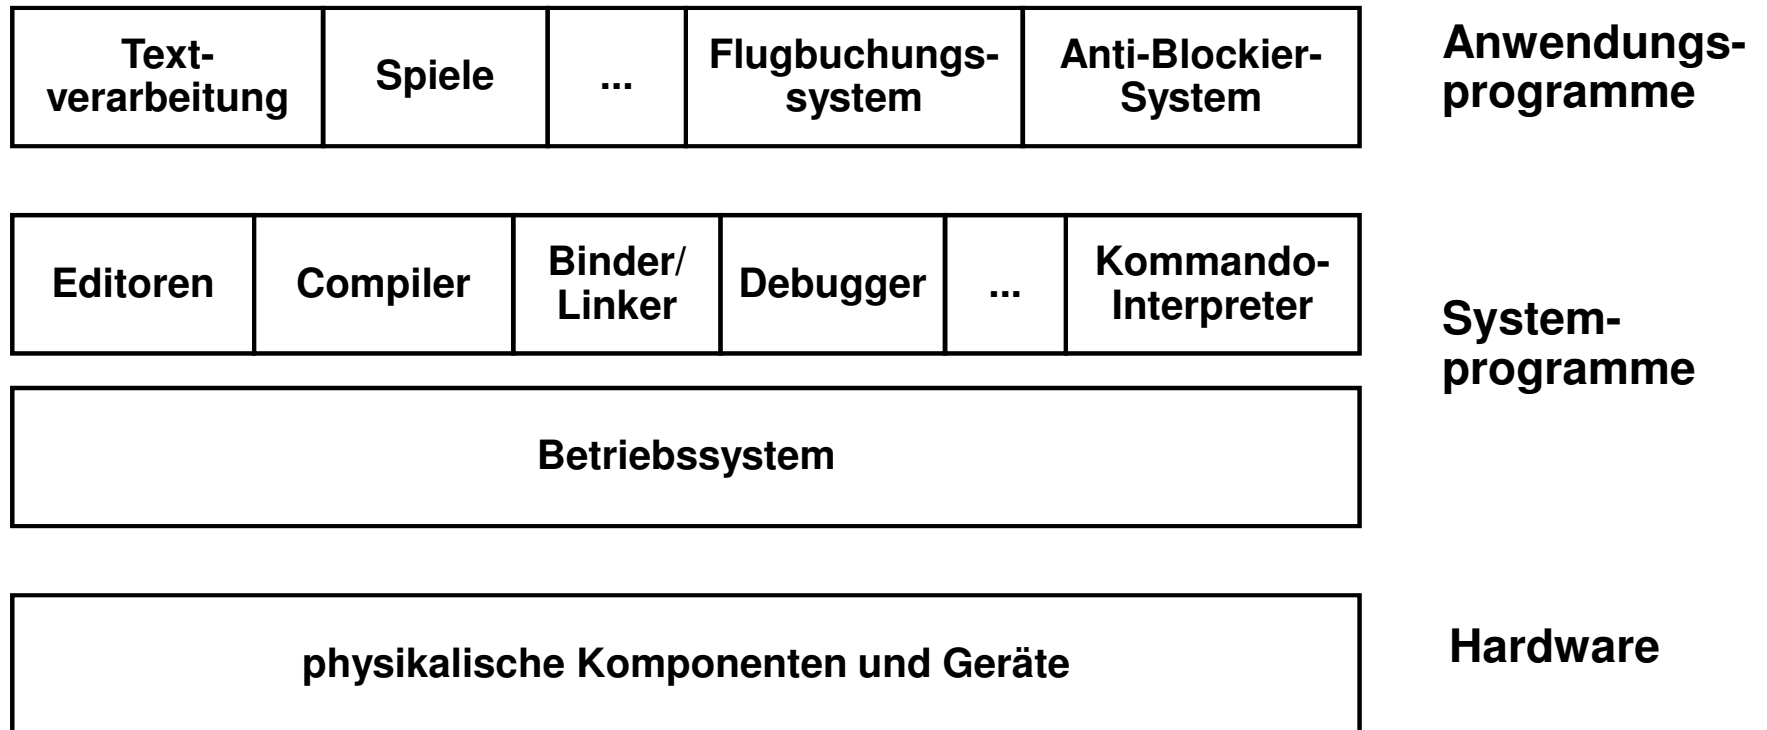 Text-
verarbeitung
Spiele
...
Flugbuchungs-
system
Anti-Blockier-
System
Anwendungs-
programme
Editoren
Compiler
Binder/
Linker
Debugger
...
Kommando-
Interpreter
System-
programme
Betriebssystem
physikalische Komponenten und Geräte
Hardware